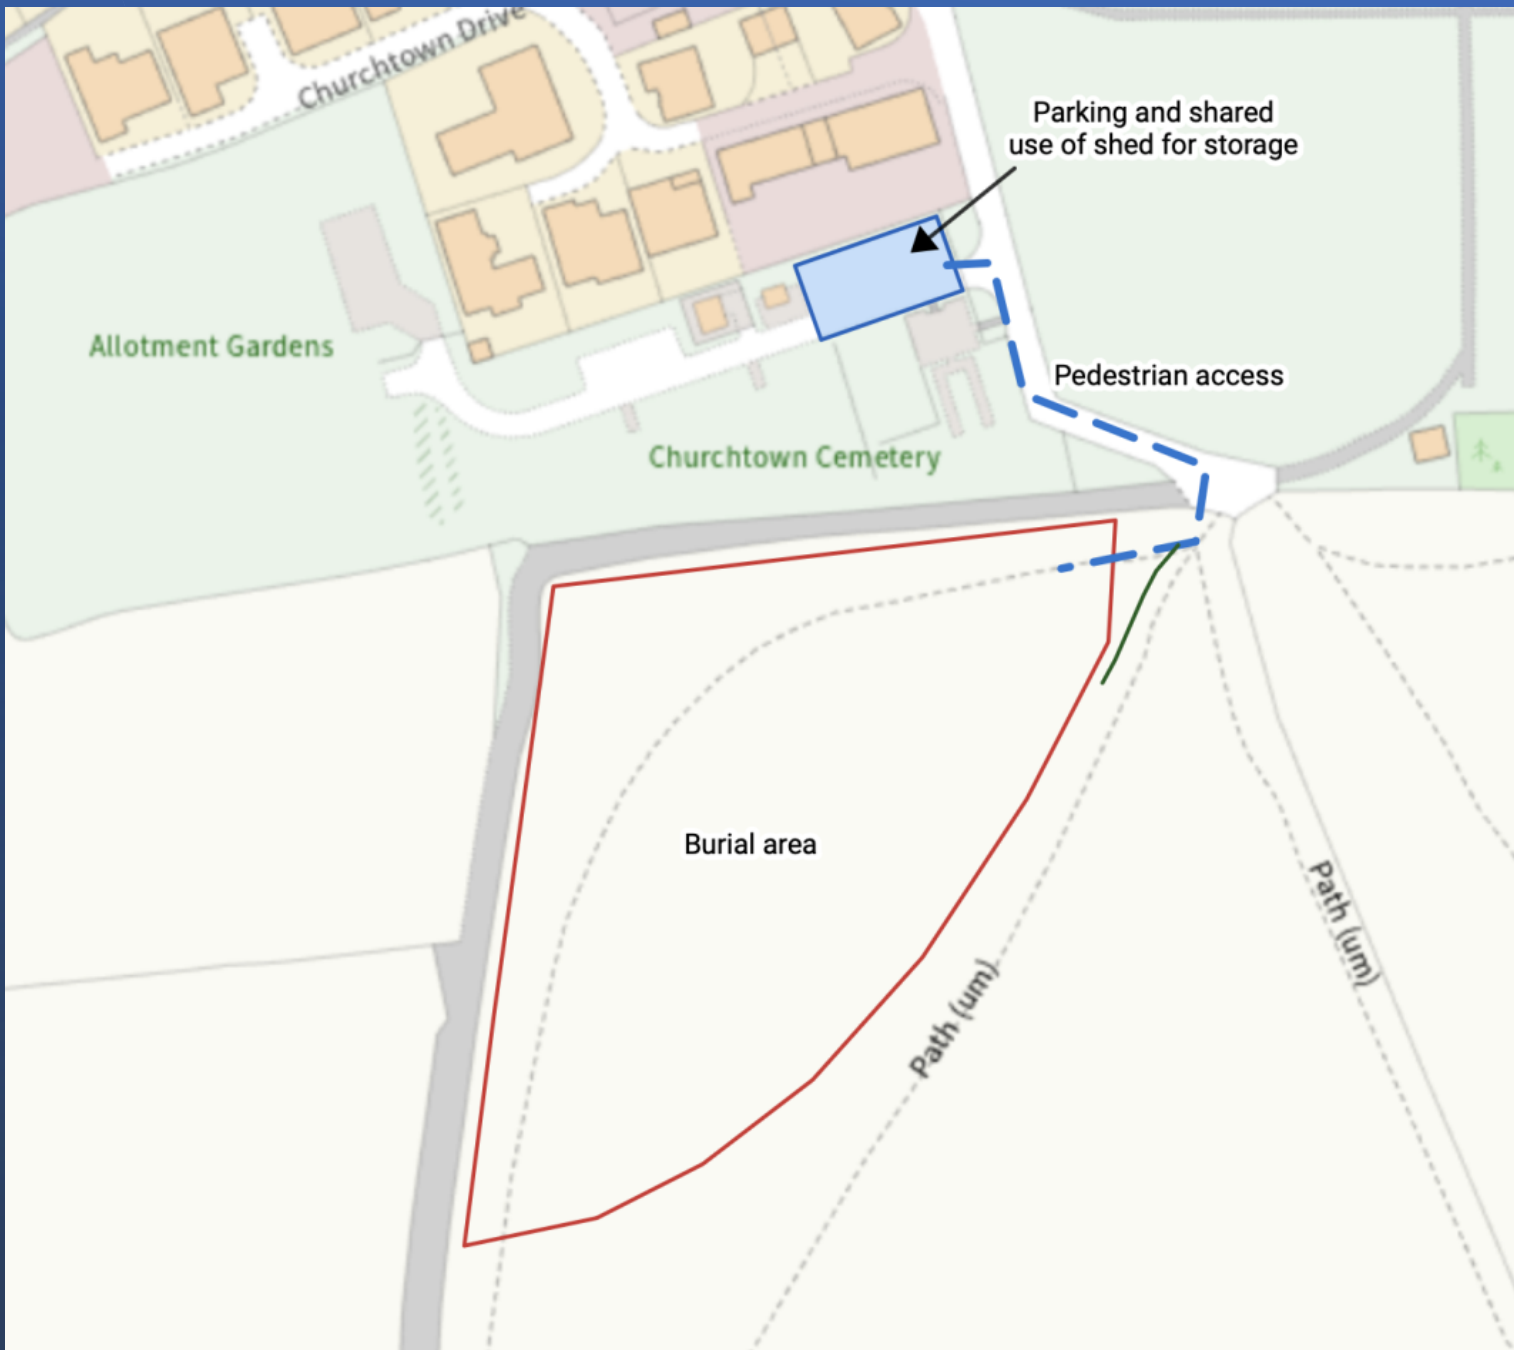 Churchtown Drive
Parking and shared
use of shed for storage
Allotment Gardens
Pedestrian access
Churchtown Cemetery
Burial area
Path (um)
Path (um)